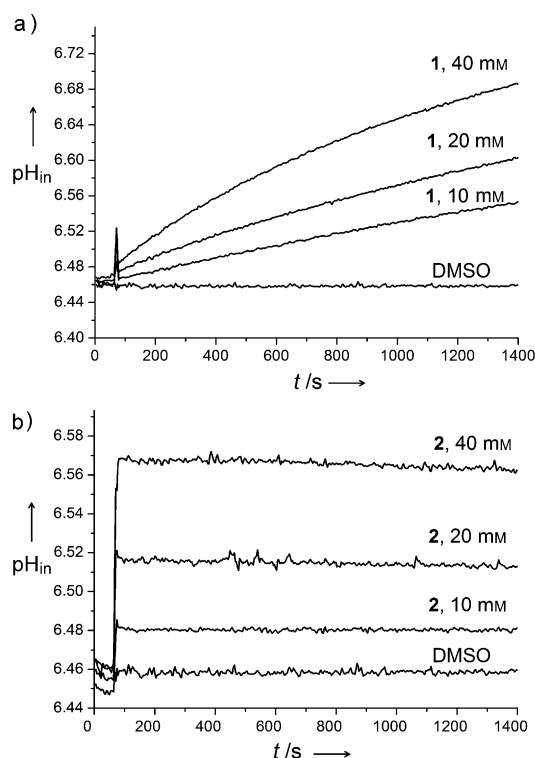 a)
6.72
6.68
6.64
6.60
6.56
6.52
6.48
6.44
6.40
pHin
1, 40 mM
1, 20 mM
1, 10 mM
DMSO
0 200 400 600 800 1000 1200 1400
t /s
b)
6.58
6.56
6.54
6.52
6.50
6.48
6.46
6.44
pHin
2, 40 mM
2, 20 mM
2, 10 mM
DMSO
0 200 400 600 800 1000 1200 1400
t /s